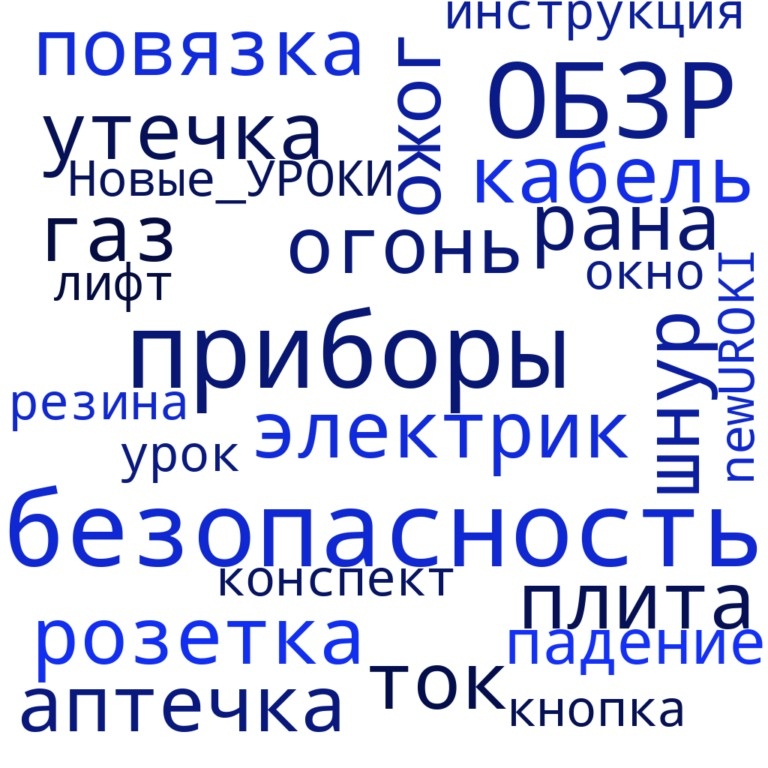 инструкция
повязка
ожог
ОБЗР
утечка
Новые_УРОКИ
кабель
газ
огонь
рана
лифт
окно
newUROKI
приборы
шнур
резина
электрик
урок
безопасность
конспект
плита
розетка
падение
аптечка
ток
кнопка